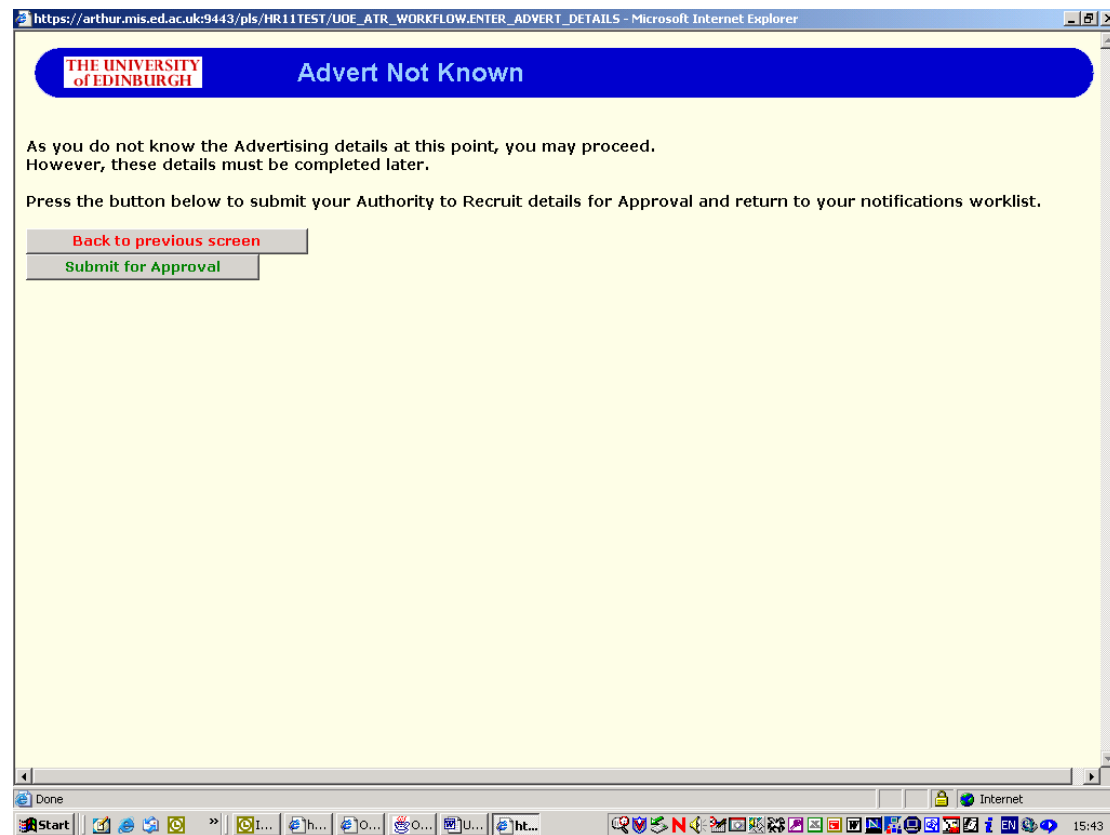 https://arthur.mis.ed.ac.uk:9443/pls/HR11TEST/UOE_ATR_WORKFLOW.ENTER_ADVERT_DETAILS - Microsoft Internet Explorer
THE UNIVERSITY
of EDINBURGH
Advert Not Known
As you do not know the Advertising details at this point, you may proceed.
However, these details must be completed later.
Press the button below to submit your Authority to Recruit details for Approval and return to your notifications worklist.
Back to previous screen
Submit for Approval
Done
Internet
Start » I... h... O... O... U... ht... EN 15:43